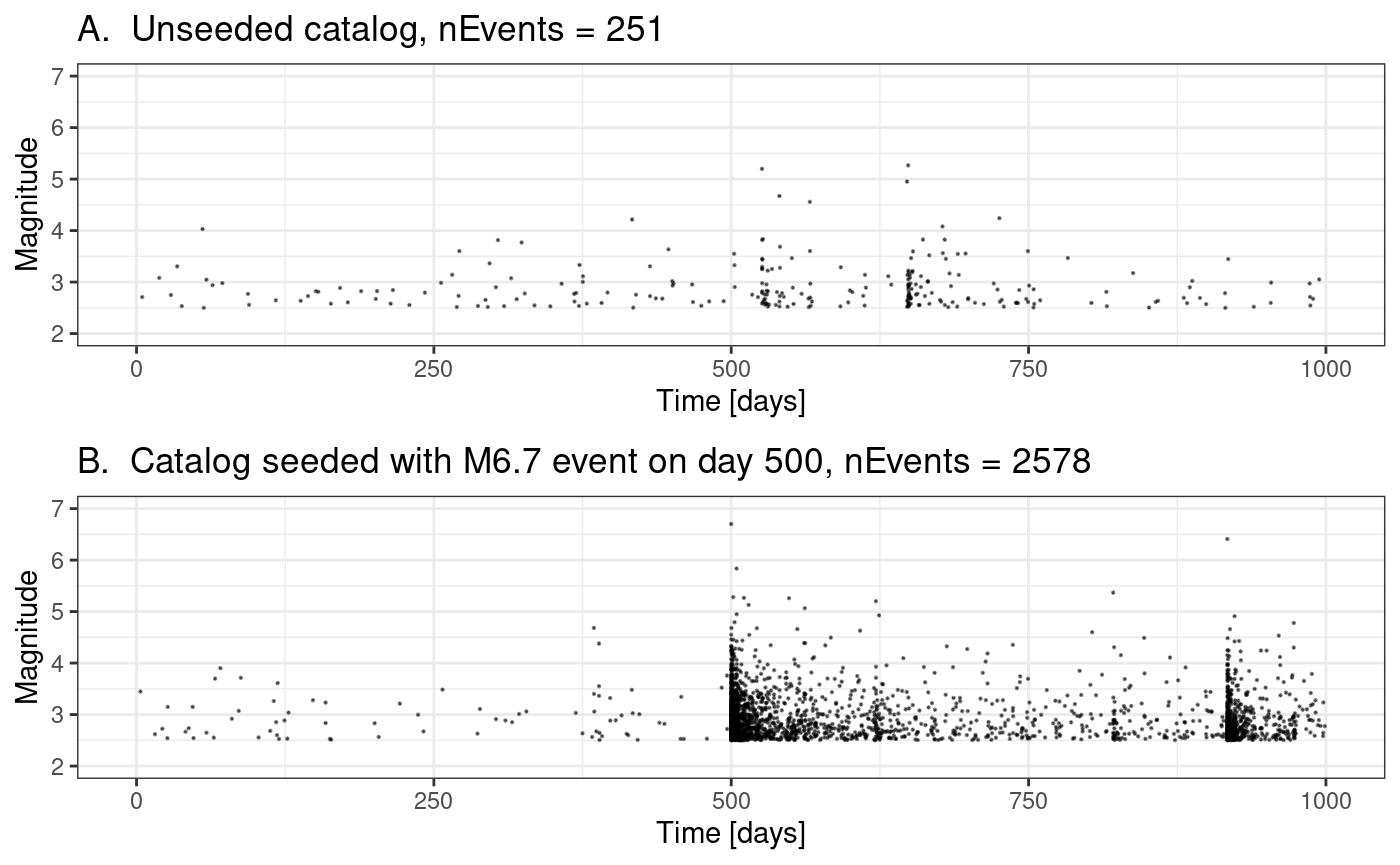 A.  Unseeded catalog, nEvents = 251
7
6
5
4
3
2
Magnitude
0 250 500 750 1000
Time [days]
B.  Catalog seeded with M6.7 event on day 500, nEvents = 2578
7
6
5
4
3
2
Magnitude
0 250 500 750 1000
Time [days]